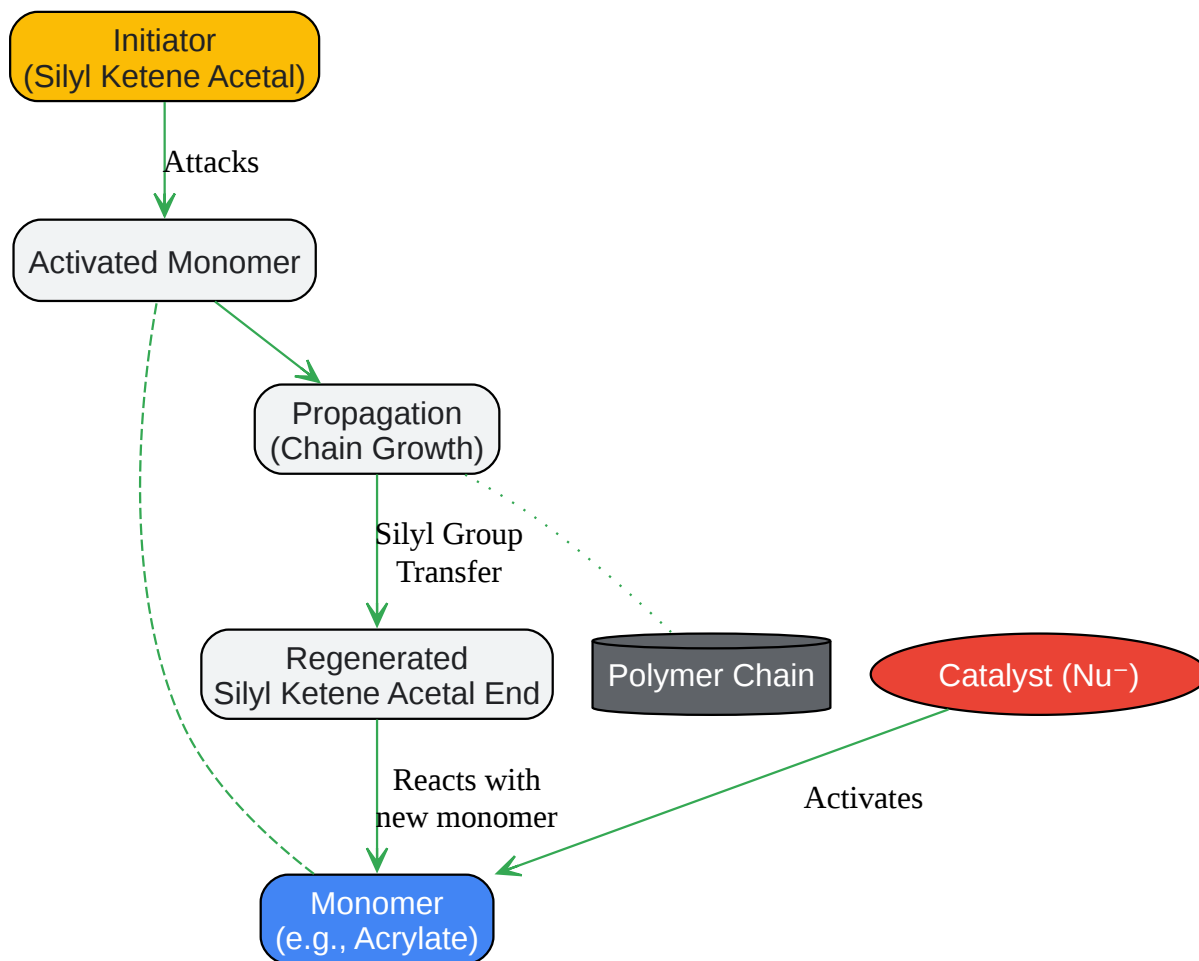 Initiator
(Silyl Ketene Acetal)
Attacks
Activated Monomer
Propagation
(Chain Growth)
Silyl Group
Transfer
Regenerated
Silyl Ketene Acetal End
Polymer Chain
Catalyst (Nu⁻)
Reacts with
new monomer
Activates
Monomer
(e.g., Acrylate)